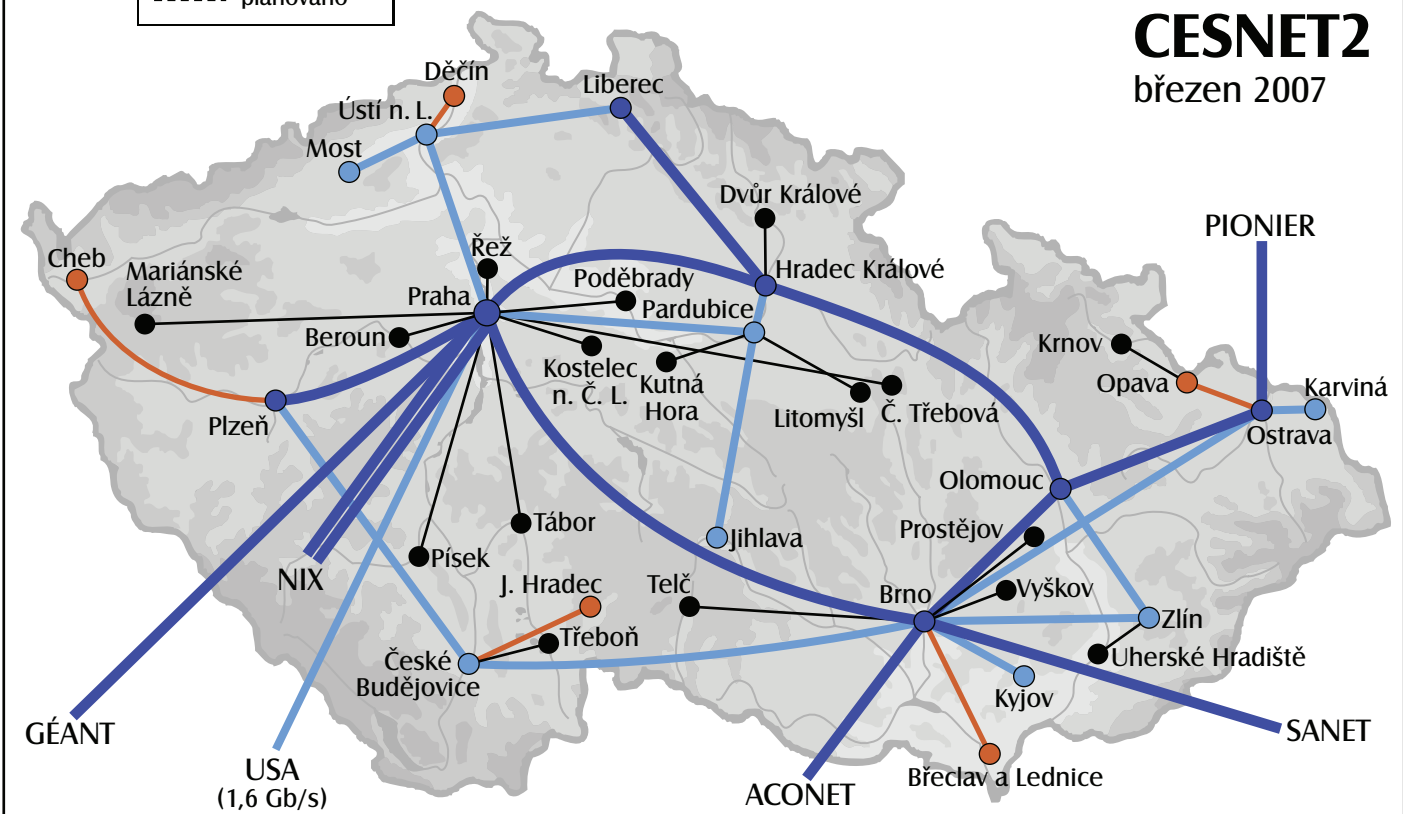 plánováno
CESNET2
březen 2007
Děčín
Liberec
Ústí n. L.
Most
Dvůr Králové
PIONIER
Cheb
Mariánské
Lázně
Řež
Hradec Králové
Poděbrady
Praha
Pardubice
Beroun
Krnov
Kostelec
n. Č. L.
Kutná
Hora
Opava
Karviná
Litomyšl
Č. Třebová
Plzeň
Ostrava
Olomouc
Tábor
Prostějov
Jihlava
Písek
NIX
J. Hradec
Telč
Brno
Vyškov
Zlín
Třeboň
České
Budějovice
Uherské Hradiště
Kyjov
GÉANT
SANET
USA
(1,6 Gb/s)
ACONET
Břeclav a Lednice